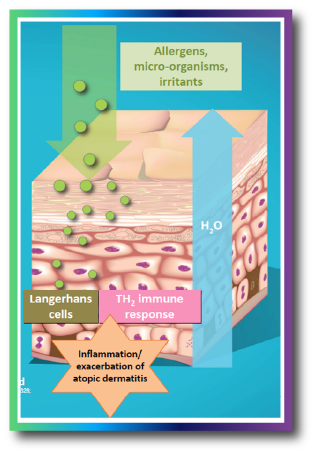 Allergens,
micro-organisms,
irritants
H₂O
Langerhans
cells
TH₂ immune
response
Inflammation/
exacerbation of
atopic dermatitis